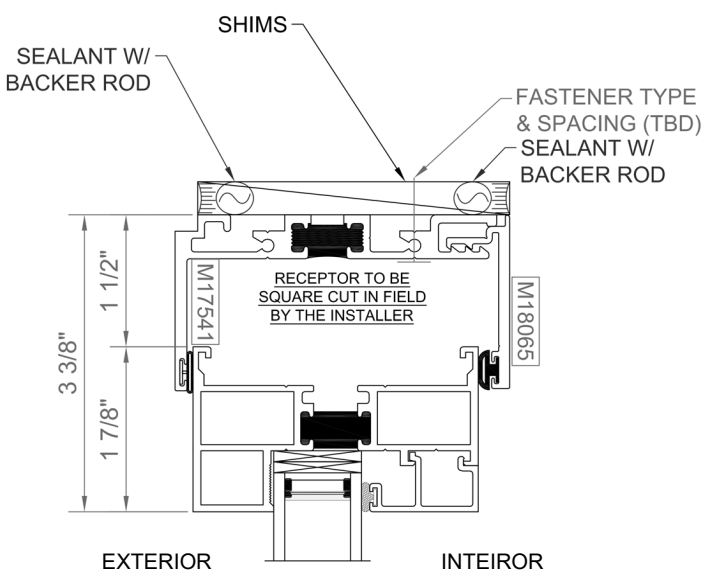 SHIMS
SEALANT W/
BACKER ROD
FASTENER TYPE
& SPACING (TBD)
SEALANT W/
BACKER ROD
3 3/8"
1 1/2"
1 7/8"
M17541
RECEPTOR TO BE
SQUARE CUT IN FIELD
BY THE INSTALLER
M18065
EXTERIOR
INTEIROR